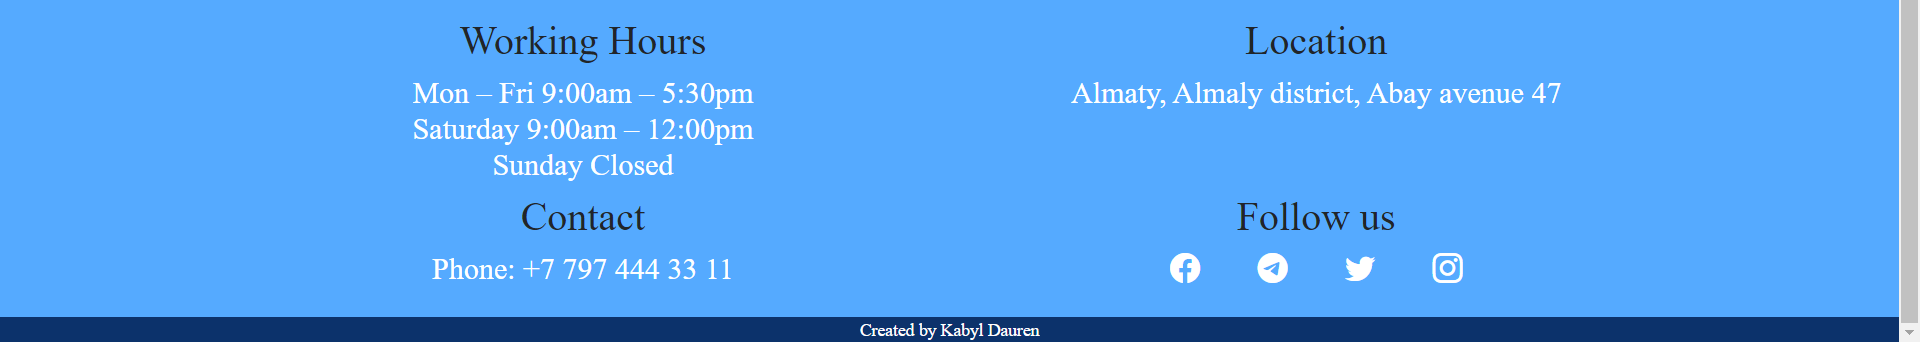 Working Hours
Mon – Fri 9:00am – 5:30pm
Saturday 9:00am – 12:00pm
Sunday Closed
Location
Almaty, Almaly district, Abay avenue 47
Contact
Phone: +7 797 444 33 11
Follow us
Created by Kabyl Dauren